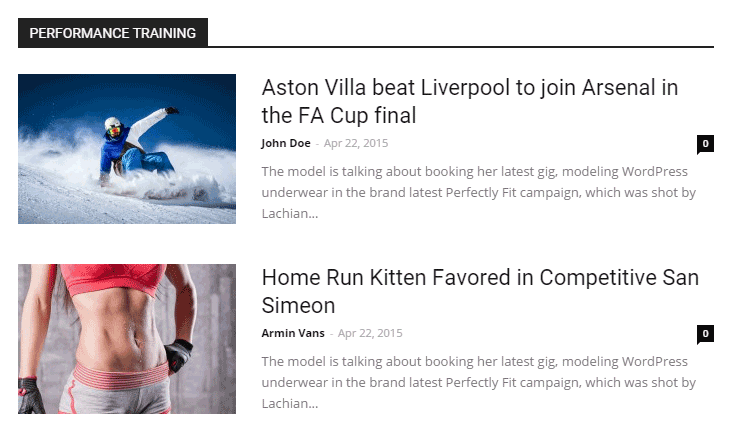 PERFORMANCE TRAINING
Aston Villa beat Liverpool to join Arsenal in
the FA Cup final
John Doe - Apr 22, 2015
0
The model is talking about booking her latest gig, modeling WordPress
underwear in the brand latest Perfectly Fit campaign, which was shot by
Lachian...
Home Run Kitten Favored in Competitive San
Simeon
Armin Vans - Apr 22, 2015
0
The model is talking about booking her latest gig, modeling WordPress
underwear in the brand latest Perfectly Fit campaign, which was shot by
Lachian...